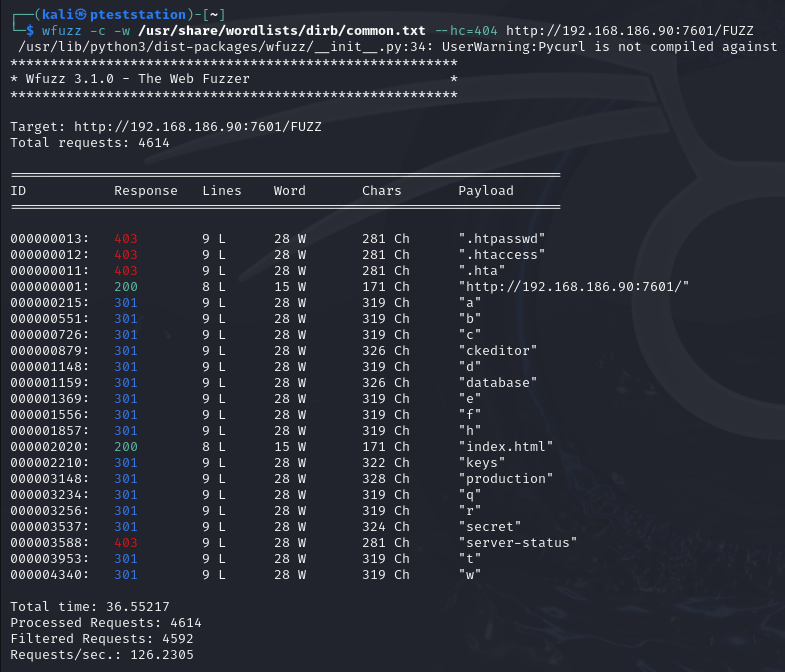 ┌──(kali㉿pteststation)-[~]
└─$ wfuzz -c -w /usr/share/wordlists/dirb/common.txt --hc=404 http://192.168.186.90:7601/FUZZ
/usr/lib/python3/dist-packages/wfuzz/__init__.py:34: UserWarning:Pycurl is not compiled against
********************************************************
* Wfuzz 3.1.0 - The Web Fuzzer                         *
********************************************************
Target: http://192.168.186.90:7601/FUZZ
Total requests: 4614
=====================================================================
ID           Response   Lines    Word       Chars       Payload
=====================================================================
000000013:   403        9 L      28 W       281 Ch      ".htpasswd"
000000012:   403        9 L      28 W       281 Ch      ".htaccess"
000000011:   403        9 L      28 W       281 Ch      ".hta"
000000001:   200        8 L      15 W       171 Ch      "http://192.168.186.90:7601/"
000000215:   301        9 L      28 W       319 Ch      "a"
000000551:   301        9 L      28 W       319 Ch      "b"
000000726:   301        9 L      28 W       319 Ch      "c"
000000879:   301        9 L      28 W       326 Ch      "ckeditor"
000001148:   301        9 L      28 W       319 Ch      "d"
000001159:   301        9 L      28 W       326 Ch      "database"
000001369:   301        9 L      28 W       319 Ch      "e"
000001556:   301        9 L      28 W       319 Ch      "f"
000001857:   301        9 L      28 W       319 Ch      "h"
000002020:   200        8 L      15 W       171 Ch      "index.html"
000002210:   301        9 L      28 W       322 Ch      "keys"
000003148:   301        9 L      28 W       328 Ch      "production"
000003234:   301        9 L      28 W       319 Ch      "q"
000003256:   301        9 L      28 W       319 Ch      "r"
000003537:   301        9 L      28 W       324 Ch      "secret"
000003588:   403        9 L      28 W       281 Ch      "server-status"
000003953:   301        9 L      28 W       319 Ch      "t"
000004340:   301        9 L      28 W       319 Ch      "w"
Total time: 36.55217
Processed Requests: 4614
Filtered Requests: 4592
Requests/sec.: 126.2305